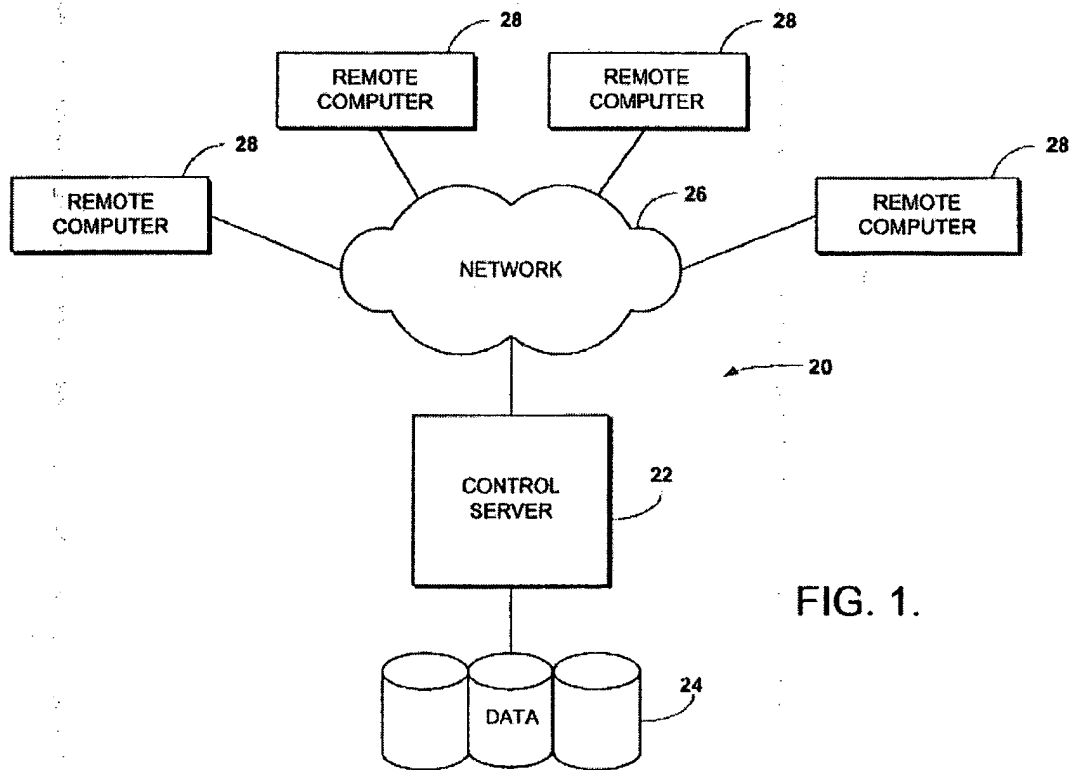 28
28
REMOTE
COMPUTER
REMOTE
COMPUTER
28
28
REMOTE
COMPUTER
REMOTE
COMPUTER
26
NETWORK
20
22
CONTROL
SERVER
FIG. 1.
24
DATA